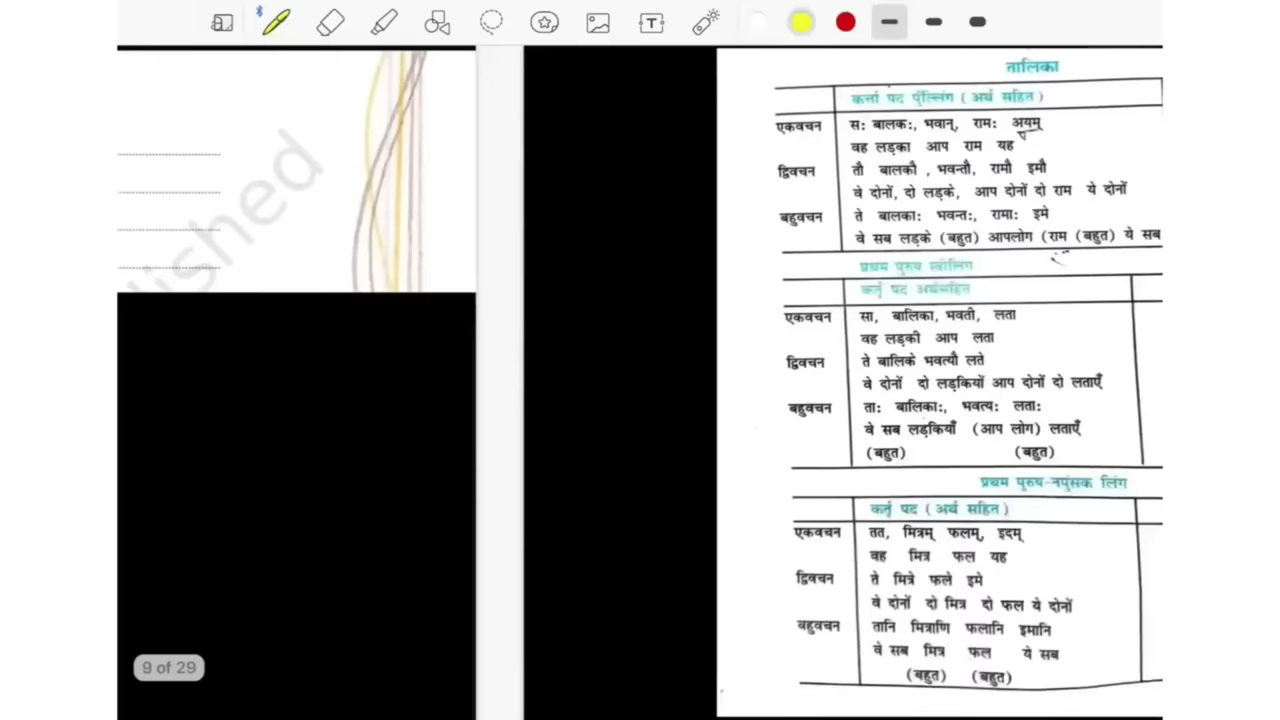 lished
9 of 29
तालिका
कर्त्ता पद पुंल्लिंग ( अर्थ सहित )
एकवचन सः बालकः, भवान्, रामः अयम्
वह लड़का आप राम यह
द्विवचन तौ बालकौ , भवन्तौ, रामौ इमौ
वे दोनों, दो लड़के, आप दोनों दो राम ये दोनों
बहुवचन ते बालकाः भवन्तः, रामाः इमे
वे सब लड़के (बहुत) आपलोग (राम (बहुत) ये सब
प्रथम पुरुष स्त्रीलिंग
कर्तृ पद अर्थसहित
एकवचन सा, बालिका, भवती, लता
वह लड़की आप लता
द्विवचन ते बालिके भवत्यौ लते
वे दोनों दो लड़कियों आप दोनों दो लताएँ
बहुवचन ताः बालिकाः, भवत्यः लताः
वे सब लड़कियाँ (आप लोग) लताएँ
(बहुत) (बहुत)
प्रथम पुरुष-नपुंसक लिंग
कर्तृ पद ( अर्थ सहित )
एकवचन तत, मित्रम् फलम्, इदम्
वह मित्र फल यह
द्विवचन ते मित्रे फले इमे
वे दोनों दो मित्र दो फल ये दोनों
बहुवचन तानि मित्राणि फलानि इमानि
वे सब मित्र फल ये सब
(बहुत) (बहुत)